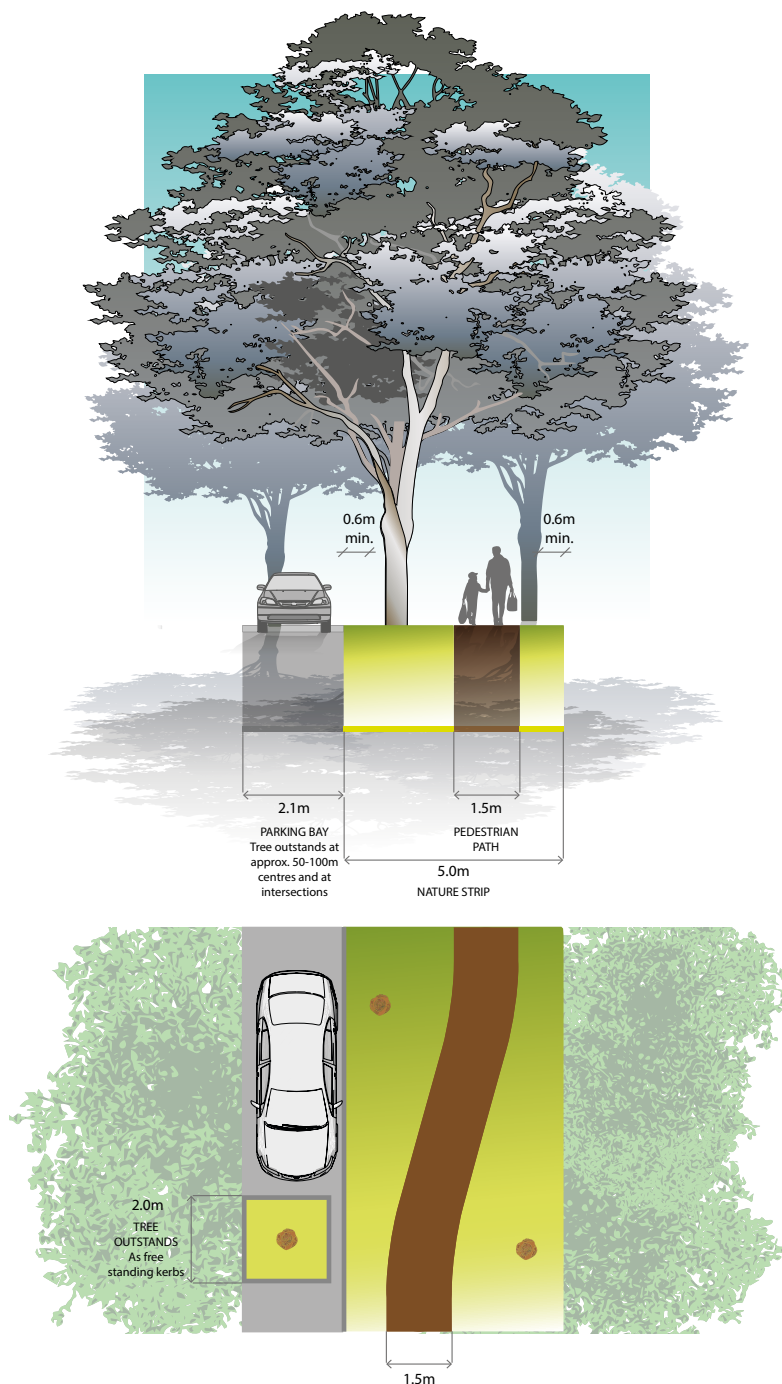 0.6m
min.
0.6m
min.
2.1m
PARKING BAY
Tree outstands at
approx. 50-100m
centres and at
intersections
1.5m
PEDESTRIAN
PATH
5.0m
NATURE STRIP
2.0m
TREE
OUTSTANDS
As free
standing kerbs
1.5m